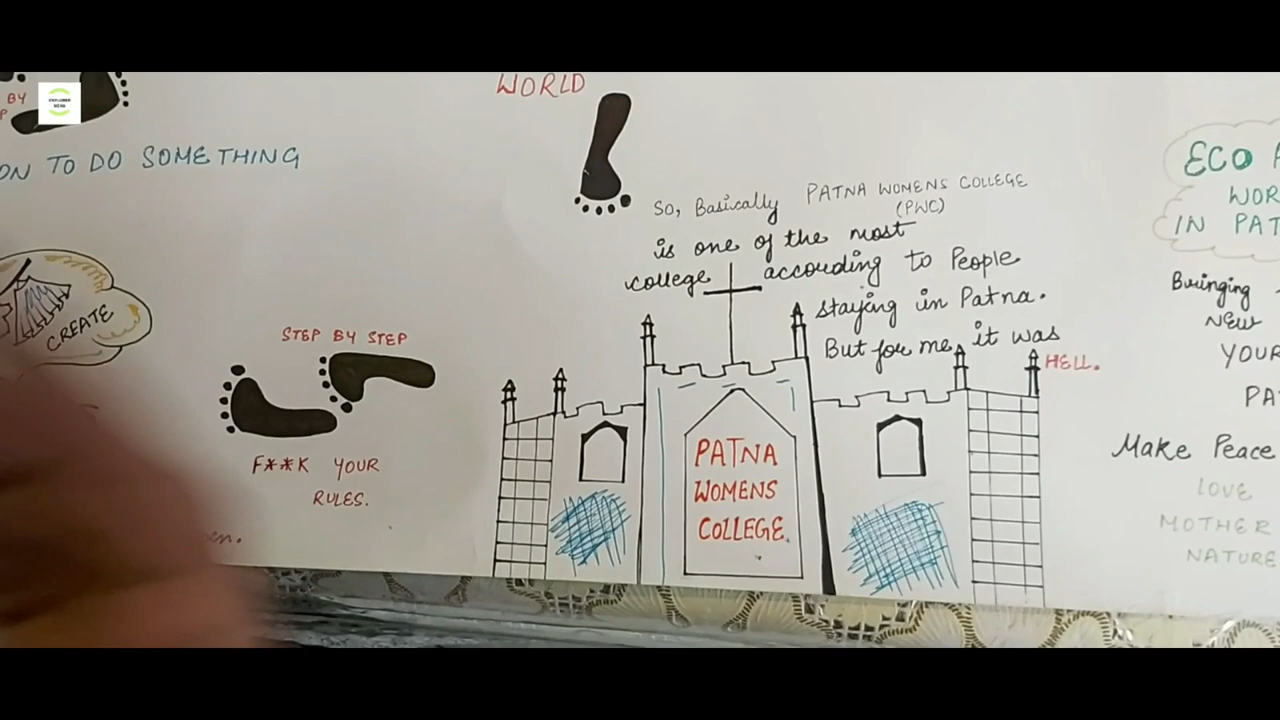 WORLD
BY
ON TO DO SOMETHING
So, Basically PATNA WOMENS COLLEGE
(PWC)
is one of the most
college according to People
staying in Patna.
But for me, it was
HELL.
CREATE
STEP BY STEP
F**K YOUR
RULES.
PATNA
WOMENS
COLLEGE.
ECO
WOR
IN PAT
Bringing
NEW
YOUR
PA
Make Peace
LOVE
MOTHER
NATURE